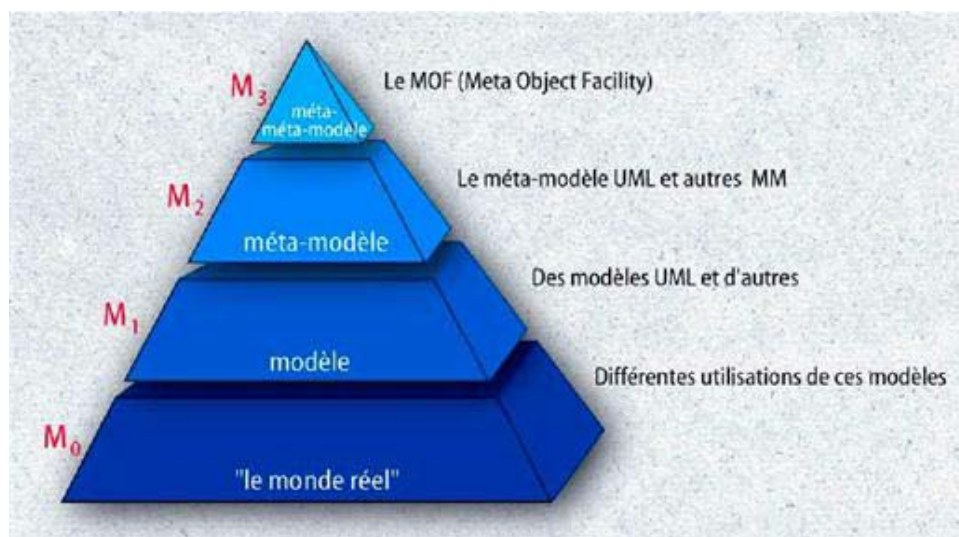 M3
méta-
méta-modèle
Le MOF (Meta Object Facility)
M2
méta-modèle
Le méta-modèle UML et autres MM
M1
modèle
Des modèles UML et d'autres
M0
"le monde réel"
Différentes utilisations de ces modèles